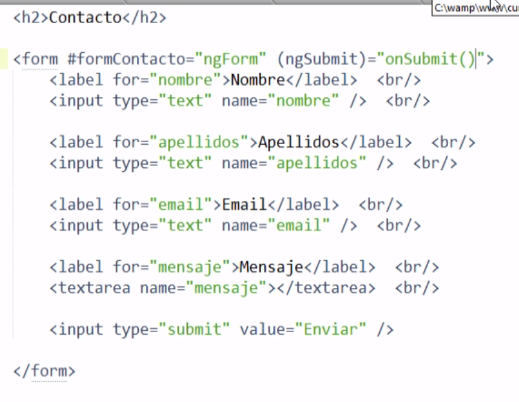 C:\wamp\www\cu
<h2>Contacto</h2>
<form #formContacto="ngForm" (ngSubmit)="onSubmit()">
<label for="nombre">Nombre</label> <br/>
<input type="text" name="nombre" /> <br/>
<label for="apellidos">Apellidos</label> <br/>
<input type="text" name="apellidos" /> <br/>
<label for="email">Email</label> <br/>
<input type="text" name="email" /> <br/>
<label for="mensaje">Mensaje</label> <br/>
<textarea name="mensaje"></textarea> <br/>
<input type="submit" value="Enviar" />
</form>